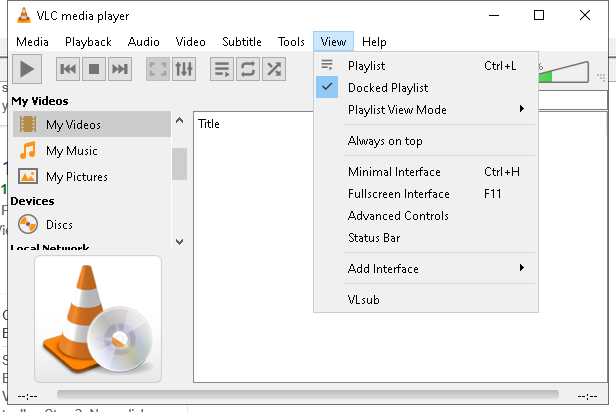 VLC media player
Media Playback Audio Video Subtitle Tools View Help
Playlist Ctrl+L
Docked Playlist
Playlist View Mode
Always on top
Minimal Interface Ctrl+H
Fullscreen Interface F11
Advanced Controls
Status Bar
Add Interface
VLsub
%
My Videos
My Videos
My Music
My Pictures
Devices
Discs
Local Network
Title
--:-- --:--